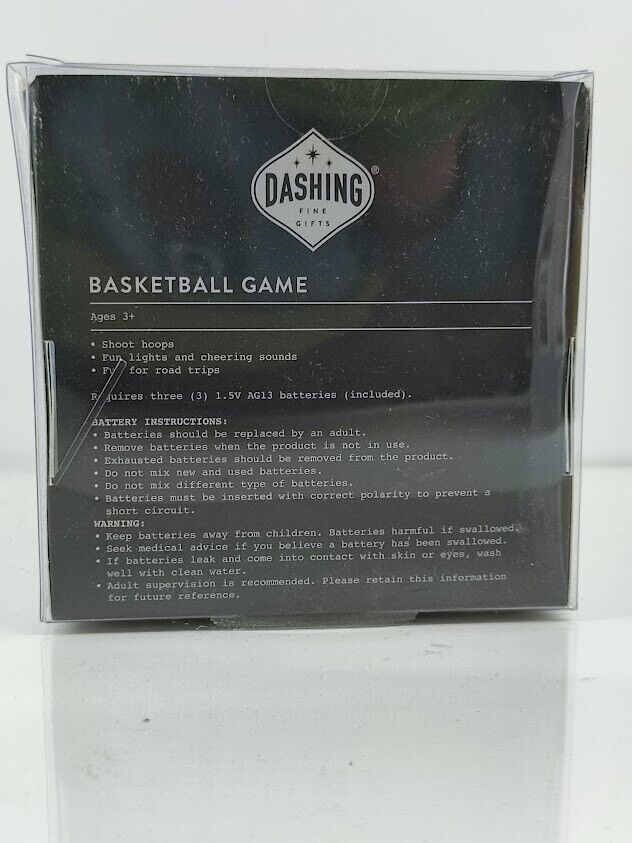 DASHING®
FINE
GIFTS
BASKETBALL GAME
Ages 3+
• Shoot hoops
• Fun lights and cheering sounds
• Fun for road trips
Requires three (3) 1.5V AG13 batteries (included).
BATTERY INSTRUCTIONS:
• Batteries should be replaced by an adult.
• Remove batteries when the product is not in use.
• Exhausted batteries should be removed from the product.
• Do not mix new and used batteries.
• Do not mix different type of batteries.
• Batteries must be inserted with correct polarity to prevent a
short circuit.
WARNING:
• Keep batteries away from children. Batteries harmful if swallowed.
• Seek medical advice if you believe a battery has been swallowed.
• If batteries leak and come into contact with skin or eyes, wash
well with clean water.
• Adult supervision is recommended. Please retain this information
for future reference.